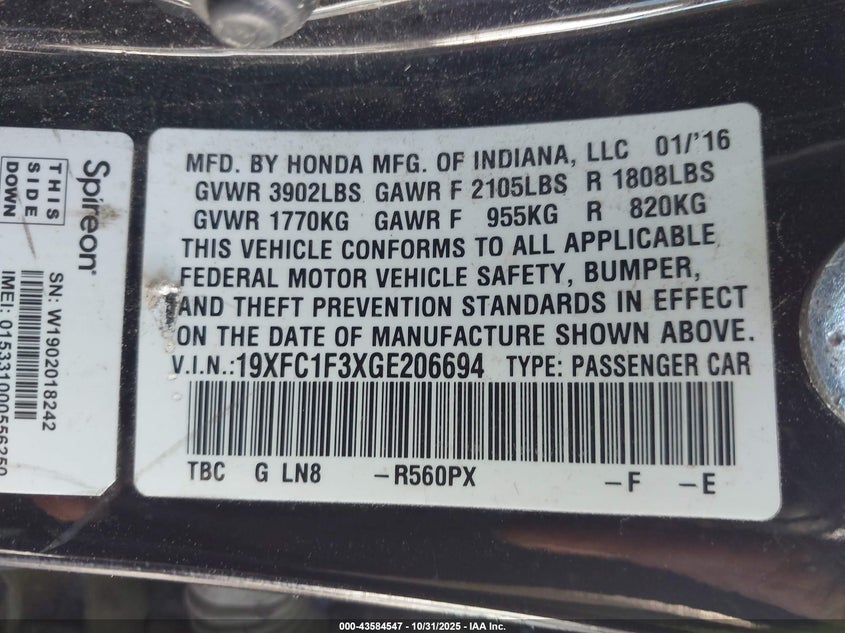 MFD. BY HONDA MFG. OF INDIANA, LLC 01/'16
GVWR 3902LBS GAWR F 2105LBS R 1808LBS
GVWR 1770KG GAWR F 955KG R 820KG
THIS VEHICLE CONFORMS TO ALL APPLICABLE
FEDERAL MOTOR VEHICLE SAFETY, BUMPER,
AND THEFT PREVENTION STANDARDS IN EFFECT
ON THE DATE OF MANUFACTURE SHOWN ABOVE.
V.I.N.:19XFC1F3XGE206694 TYPE: PASSENGER CAR
TBC G LN8 -R560PX -F -E
Spireon
THIS
SIDE
DOWN
SN: W1902018242
IMEI: 015331000556250
000-43584547 - 10/31/2025 - IAA Inc.